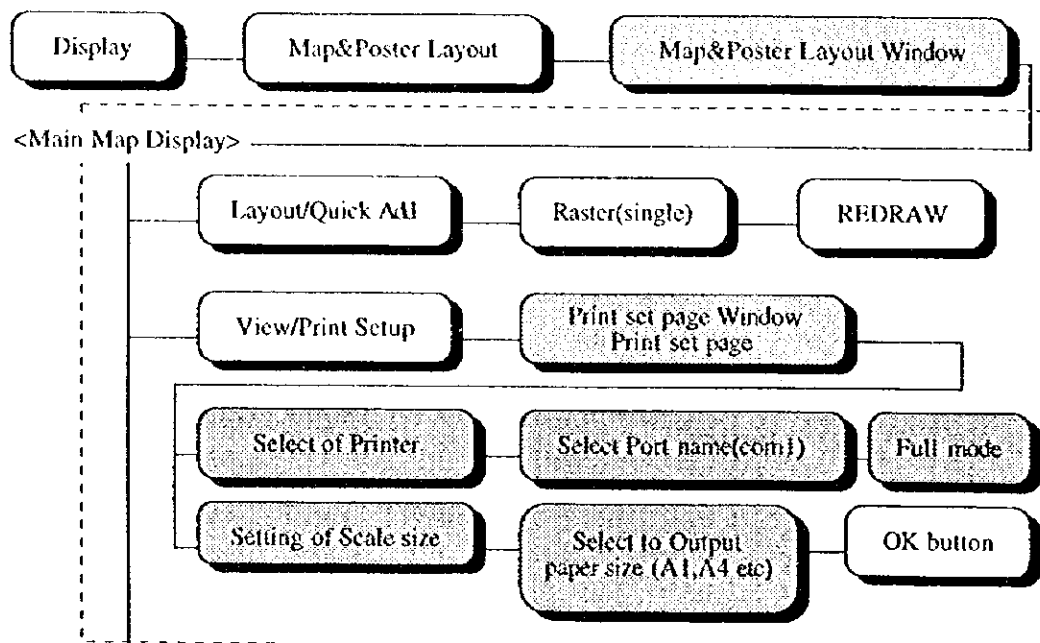 Display
Map&Poster Layout
Map&Poster Layout Window
<Main Map Display>
Layout/Quick Add
Raster(single)
REDRAW
View/Print Setup
Print set page Window
Print set page
Select of Printer
Select Port name(com1)
Full mode
Setting of Scale size
Select to Output
paper size (A1,A4 etc)
OK button